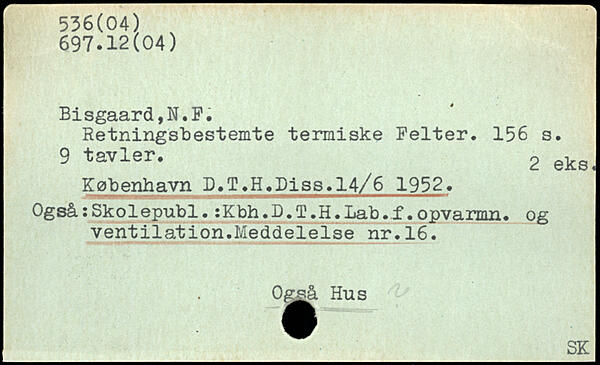 536(04)
697.12(04)
Bisgaard,N.F.
Retningsbestemte termiske Felter. 156 s.
9 tavler.
2 eks.
København D.T.H.Diss.14/6 1952.
Også:Skolepubl.:Kbh.D.T.H.Lab.f.opvarmn. og
ventilation.Meddelelse nr.16.
Også Hus
SK